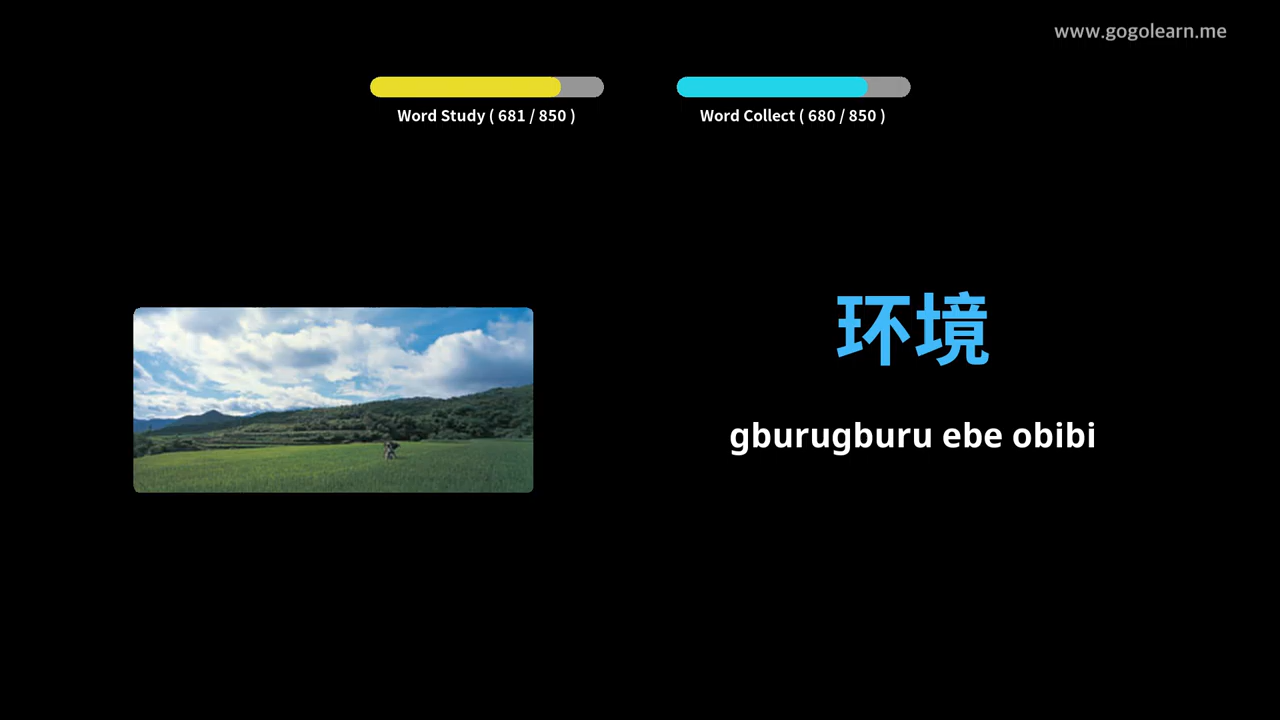 www.gogolearn.me
Word Study ( 681 / 850 )
Word Collect ( 680 / 850 )
环境
gburugburu ebe obibi